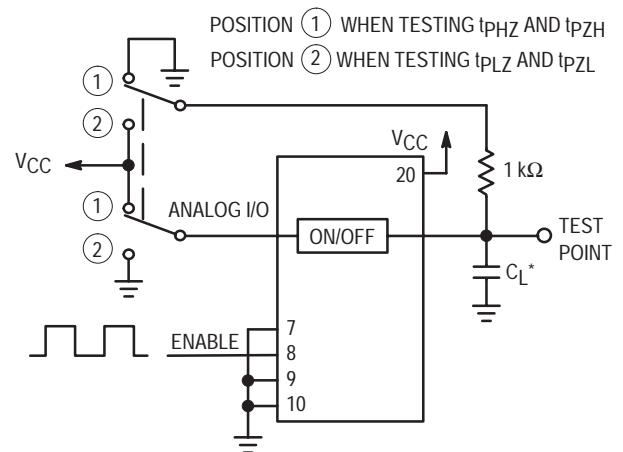 POSITION 1 WHEN TESTING tPHZ AND tPZH
POSITION 2 WHEN TESTING tPLZ AND tPZL
1
2
VCC
1
2
ANALOG I/O
ON/OFF
VCC
20
1 kΩ
TEST
POINT
CL*
ENABLE
7
8
9
10